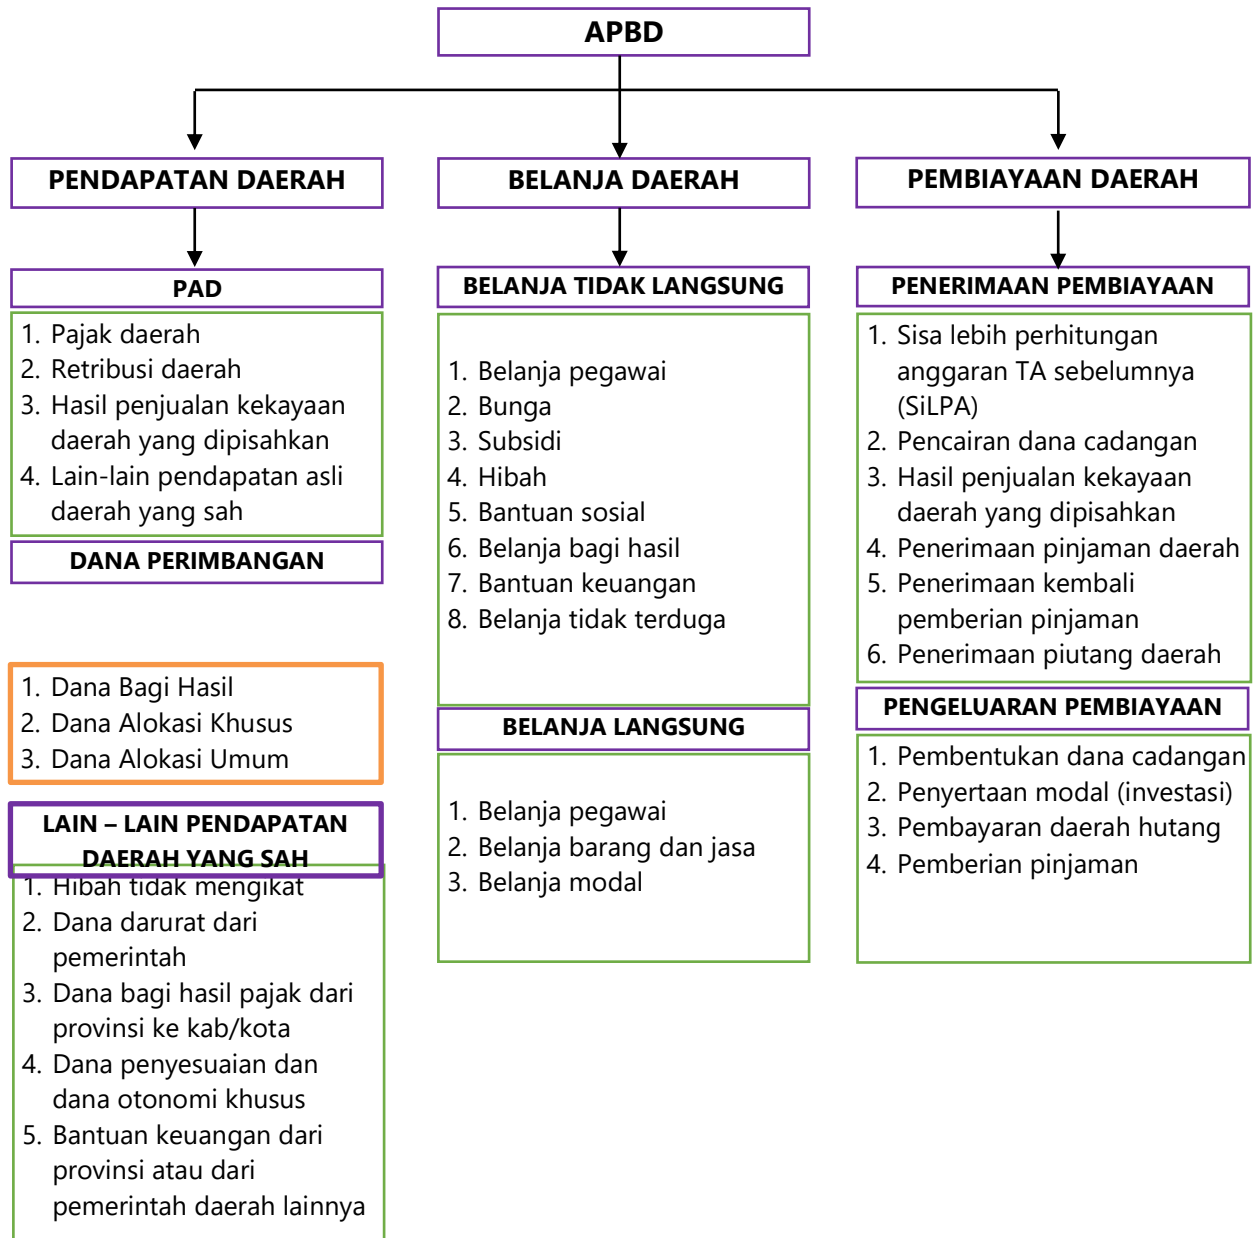 APBD
PENDAPATAN DAERAH
PAD
1. Pajak daerah
2. Retribusi daerah
3. Hasil penjualan kekayaan
daerah yang dipisahkan
4. Lain-lain pendapatan asli
daerah yang sah
DANA PERIMBANGAN
1. Dana Bagi Hasil
2. Dana Alokasi Khusus
3. Dana Alokasi Umum
LAIN – LAIN PENDAPATAN
DAERAH YANG SAH
1. Hibah tidak mengikat
2. Dana darurat dari
pemerintah
3. Dana bagi hasil pajak dari
provinsi ke kab/kota
4. Dana penyesuaian dan
dana otonomi khusus
5. Bantuan keuangan dari
provinsi atau dari
pemerintah daerah lainnya
BELANJA DAERAH
BELANJA TIDAK LANGSUNG
1. Belanja pegawai
2. Bunga
3. Subsidi
4. Hibah
5. Bantuan sosial
6. Belanja bagi hasil
7. Bantuan keuangan
8. Belanja tidak terduga
BELANJA LANGSUNG
1. Belanja pegawai
2. Belanja barang dan jasa
3. Belanja modal
PEMBIAYAAN DAERAH
PENERIMAAN PEMBIAYAAN
1. Sisa lebih perhitungan
anggaran TA sebelumnya
(SiLPA)
2. Pencairan dana cadangan
3. Hasil penjualan kekayaan
daerah yang dipisahkan
4. Penerimaan pinjaman daerah
5. Penerimaan kembali
pemberian pinjaman
6. Penerimaan piutang daerah
PENGELUARAN PEMBIAYAAN
1. Pembentukan dana cadangan
2. Penyertaan modal (investasi)
3. Pembayaran daerah hutang
4. Pemberian pinjaman